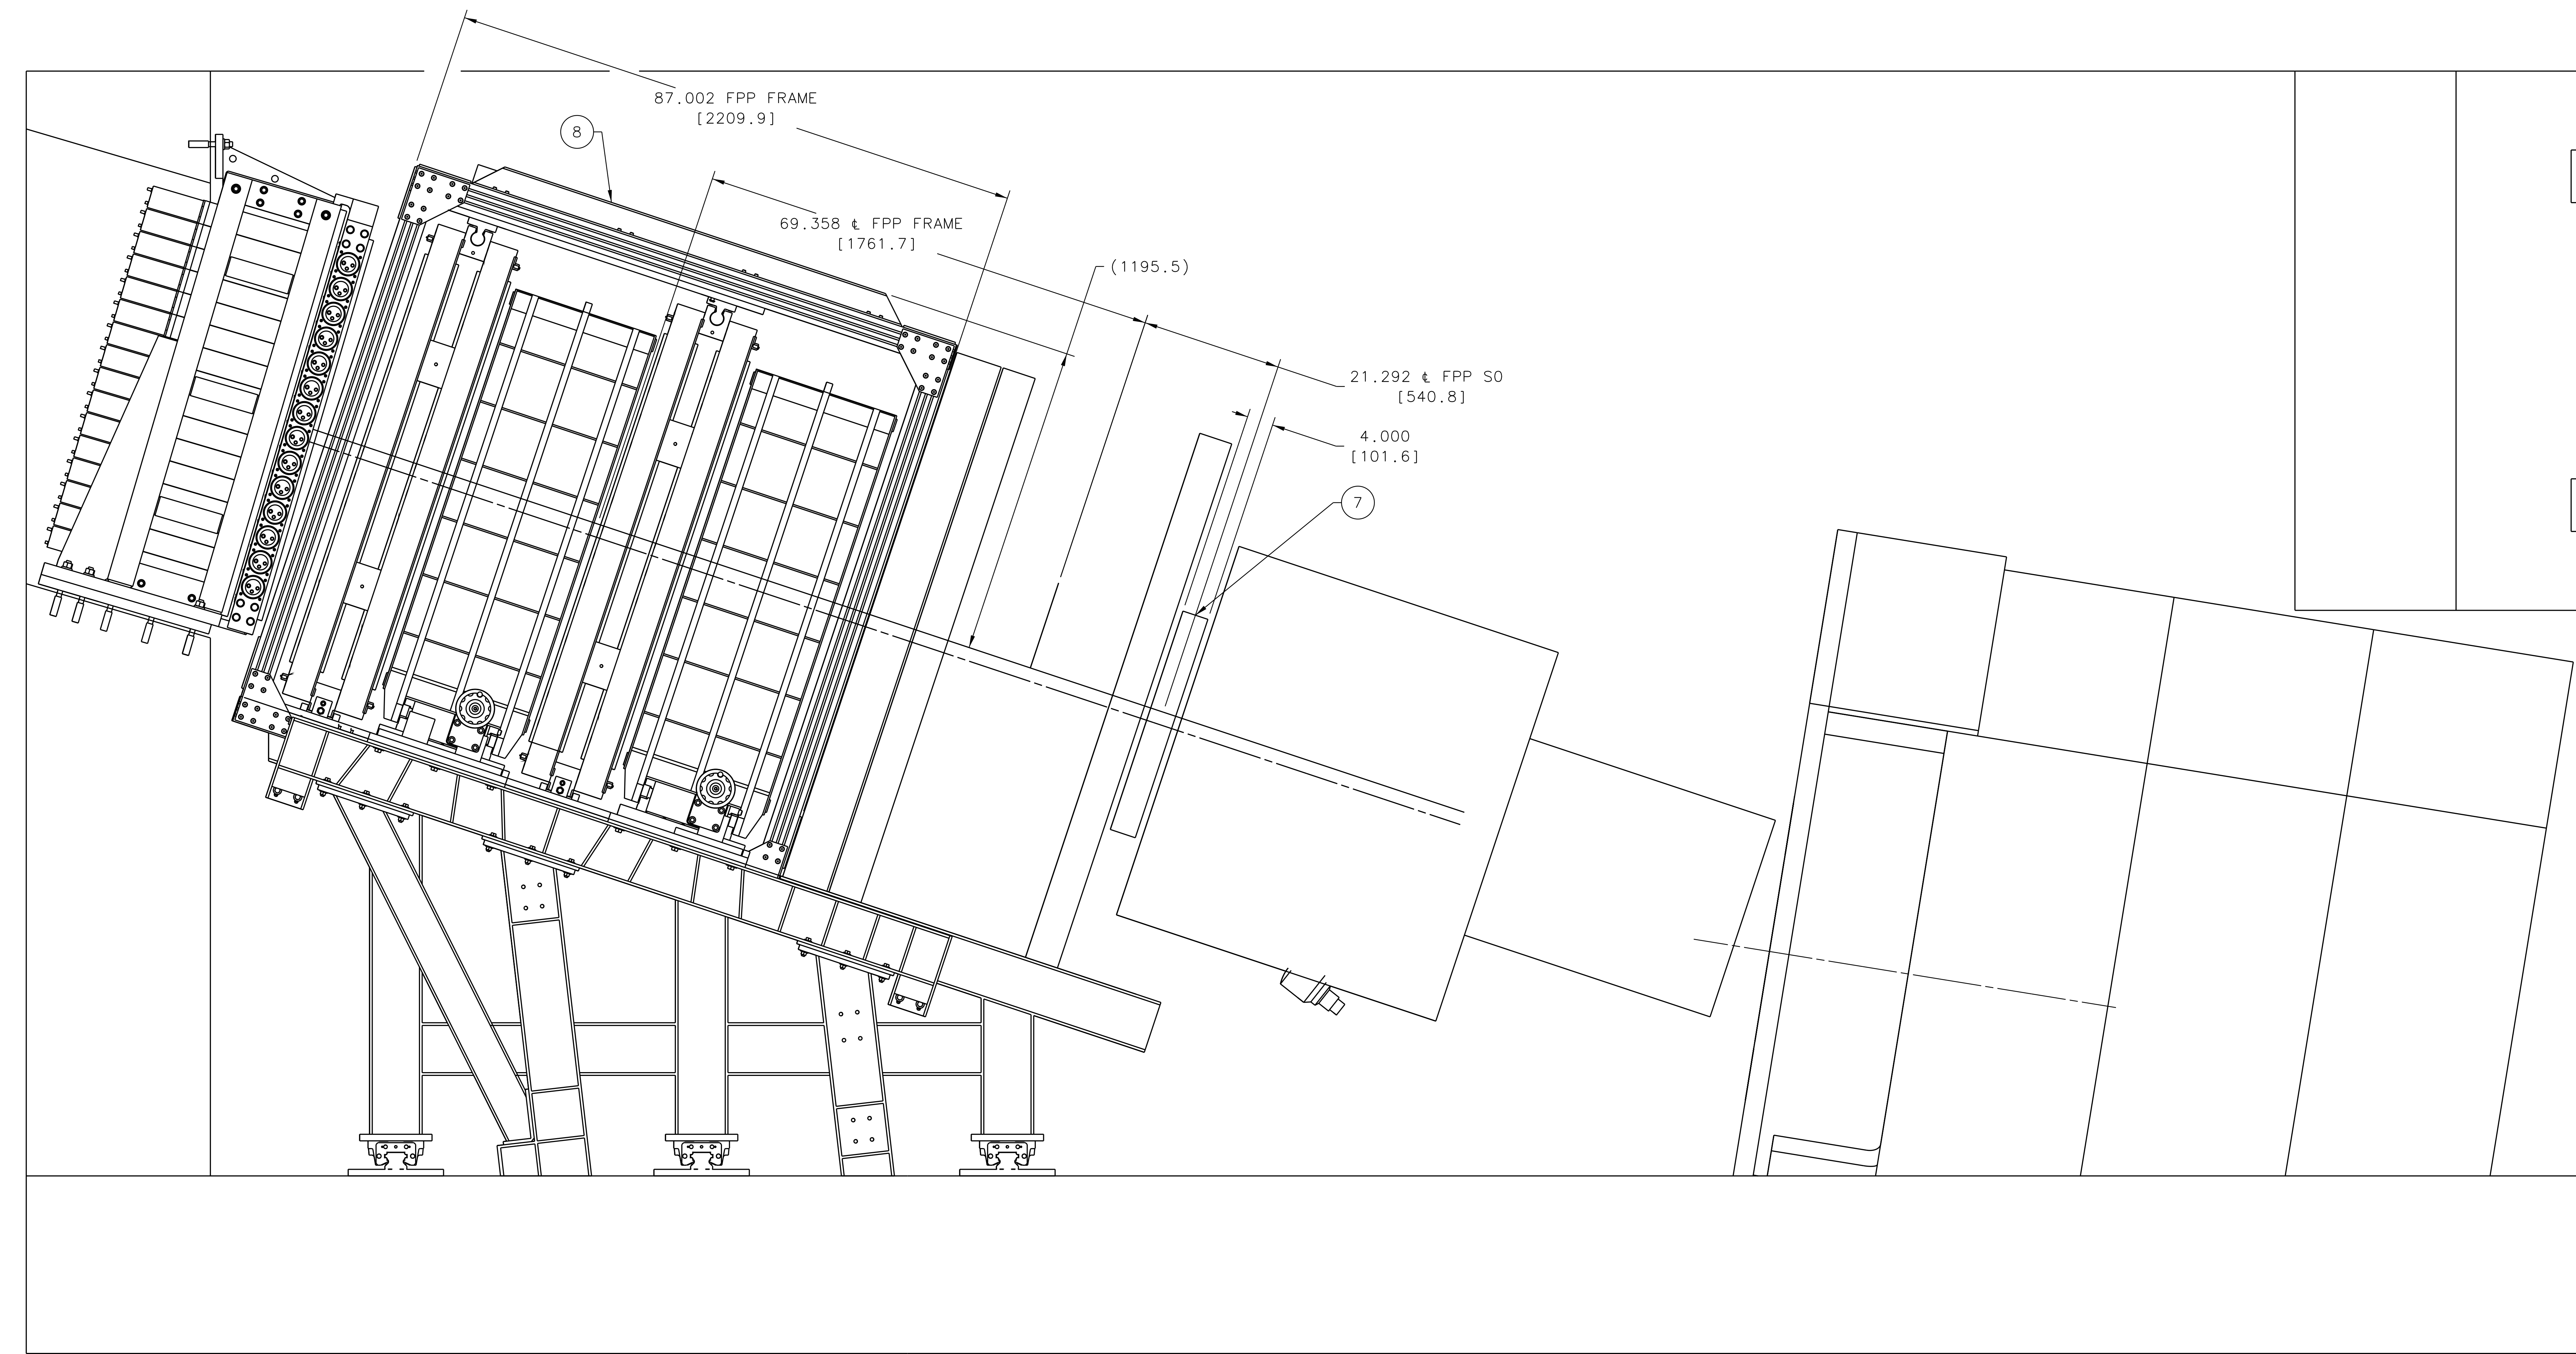 87.002 FPP FRAME
[2209.9]
8
69.358 ℄ FPP FRAME
[1761.7]
(1195.5)
21.292 ℄ FPP S0
[540.8]
4.000
[101.6]
7